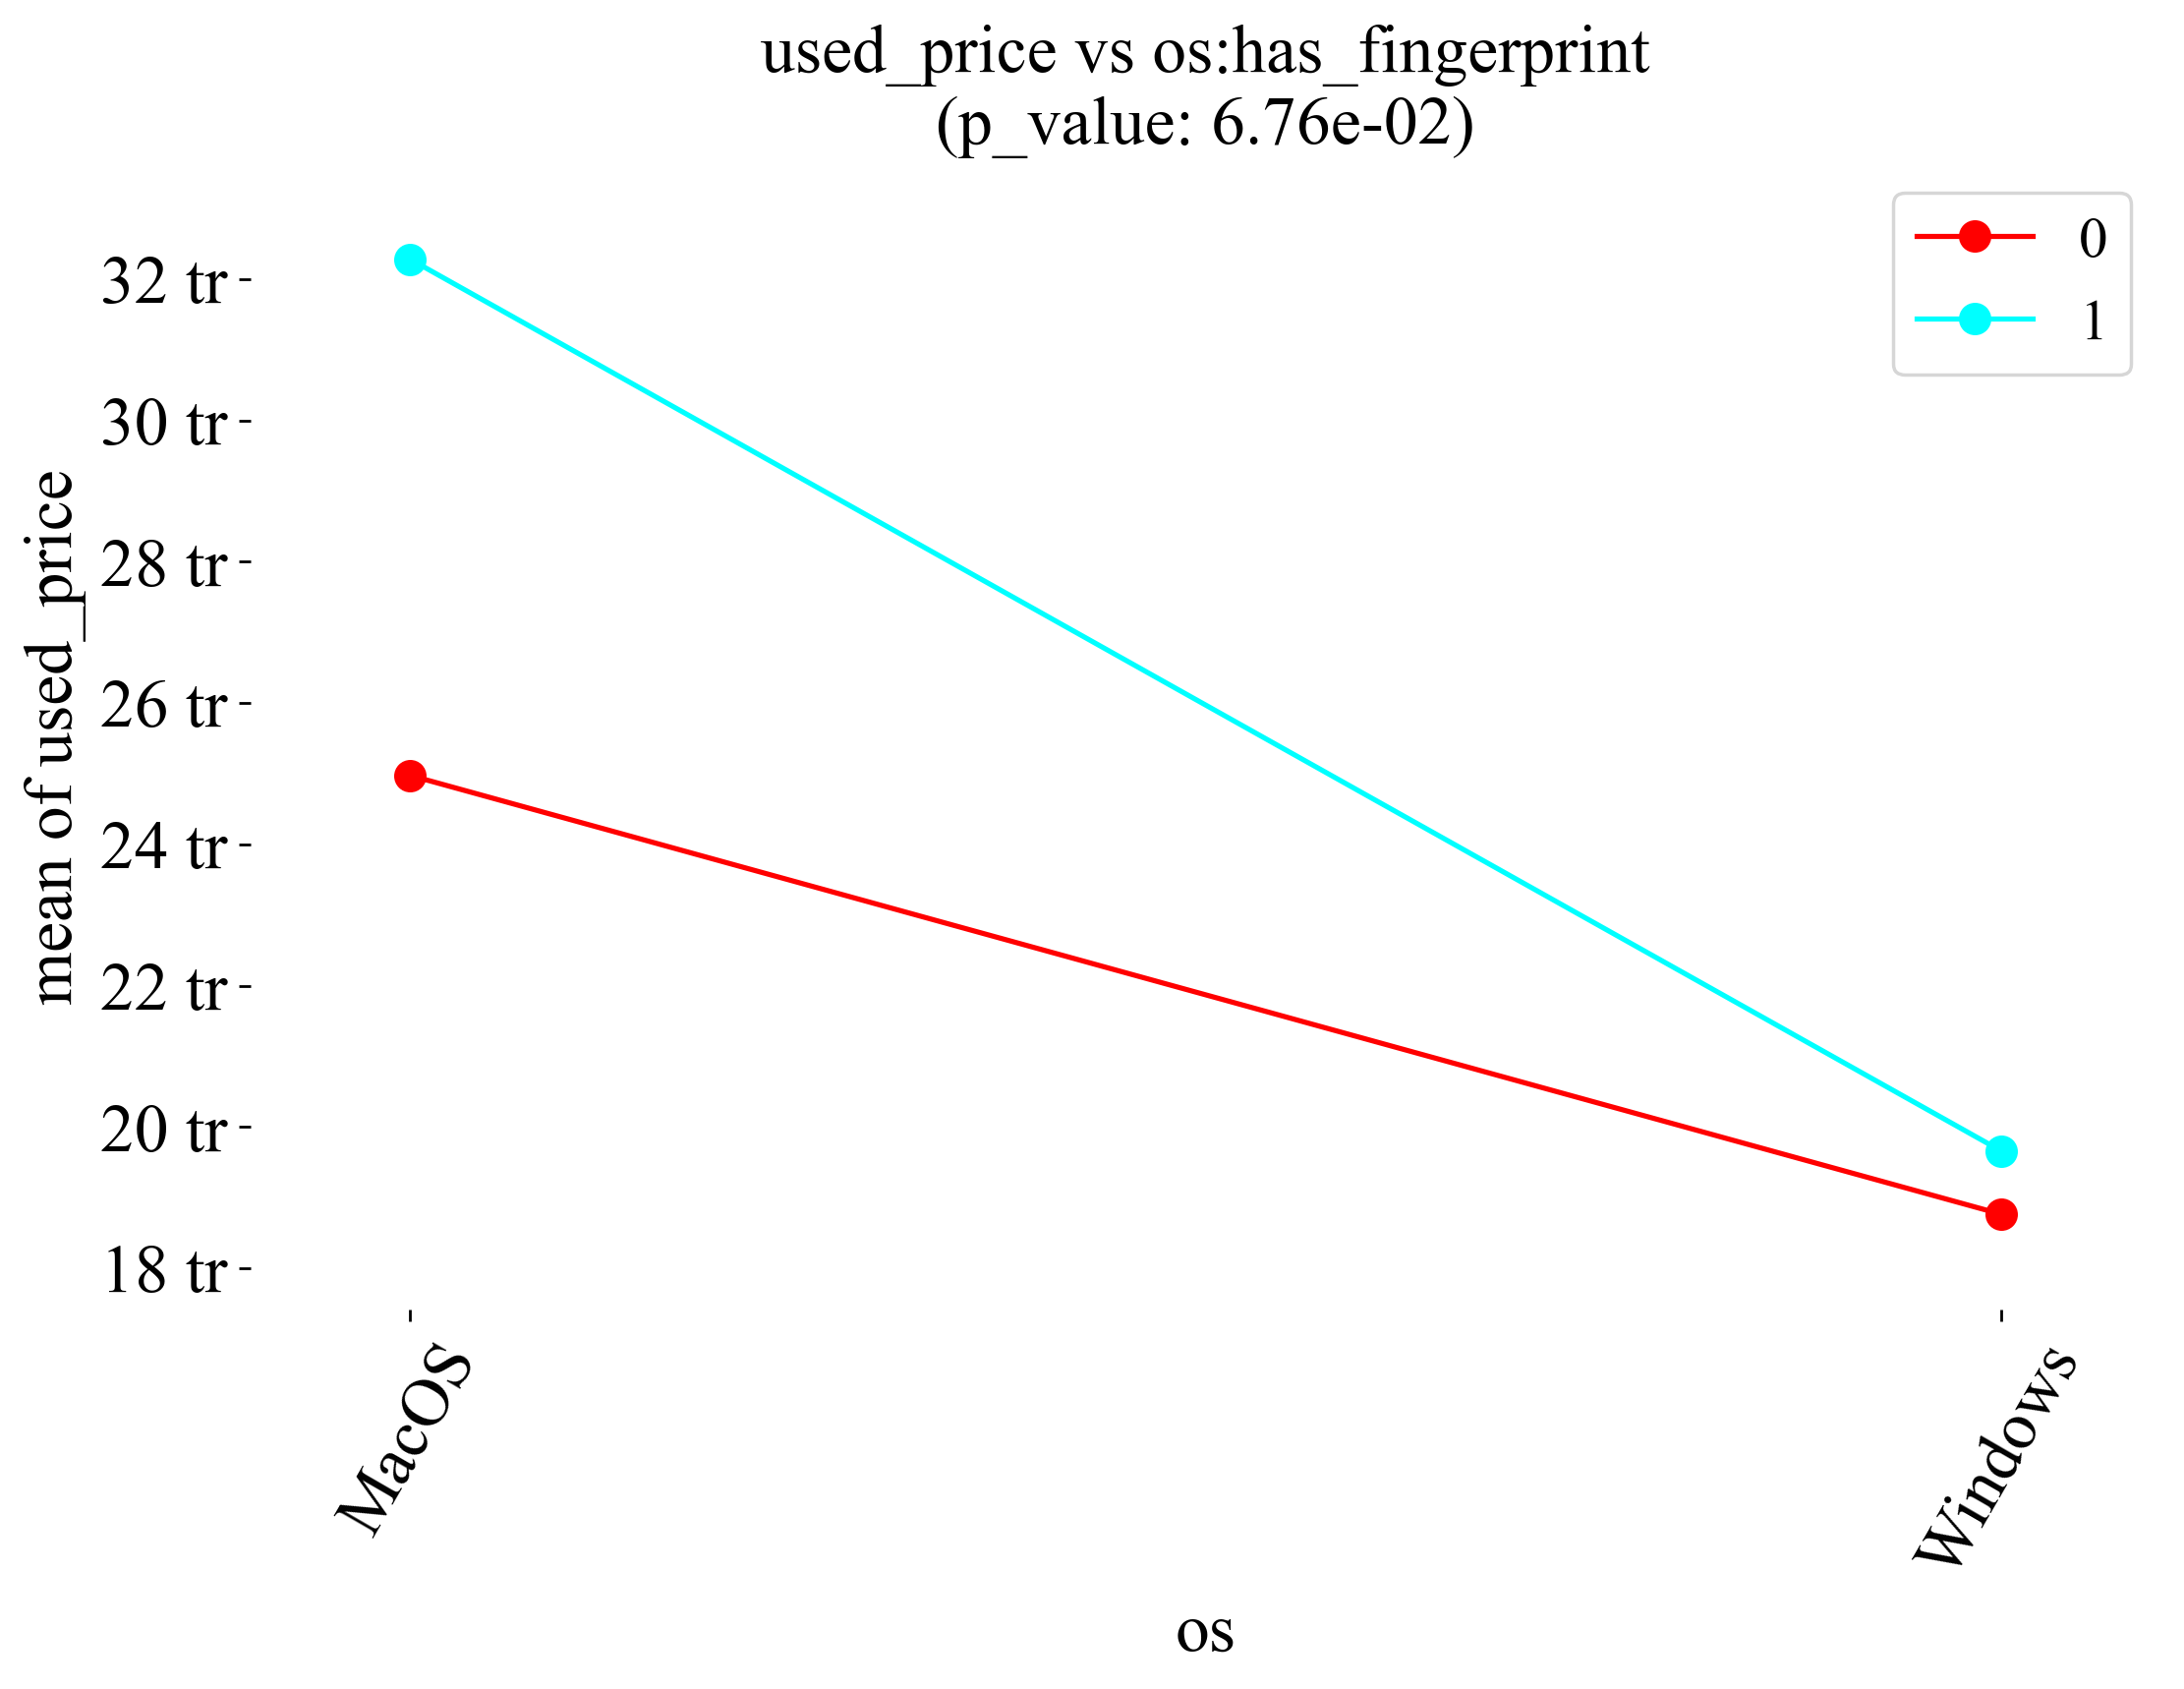 used_price vs os:has_fingerprint
(p_value: 6.76e-02)
0
1
mean of used_price
32 tr
30 tr
28 tr
26 tr
24 tr
22 tr
20 tr
18 tr
MacOS
Windows
os